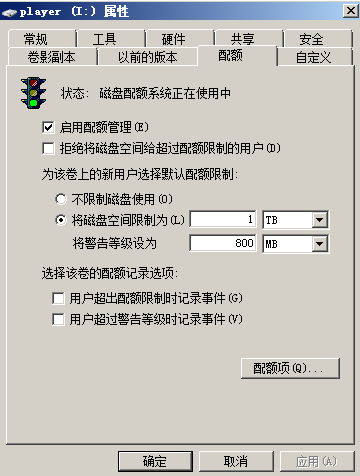 player (I:) 属性
常规 工具 硬件 共享 安全
卷影副本 以前的版本 配额 自定义
状态: 磁盘配额系统正在使用中
启用配额管理(E)
拒绝将磁盘空间给超过配额限制的用户(D)
为该卷上的新用户选择默认配额限制:
不限制磁盘使用(O)
将磁盘空间限制为(L) 1 TB
将警告等级设为 800 MB
选择该卷的配额记录选项:
用户超出配额限制时记录事件(G)
用户超过警告等级时记录事件(V)
配额项(Q)...
确定 取消 应用(A)